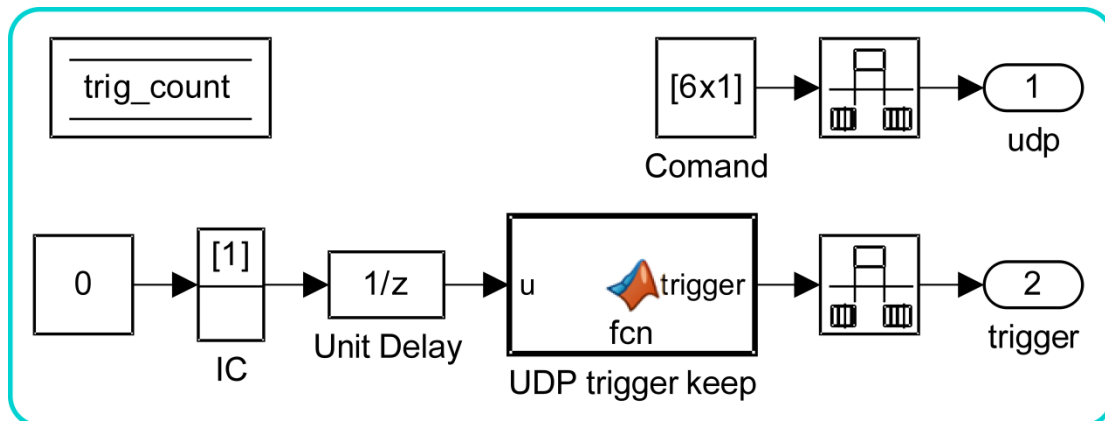 trig_count
[6x1]
Comand
1
udp
0
[1]
IC
1/z
Unit Delay
u
trigger
fcn
UDP trigger keep
2
trigger